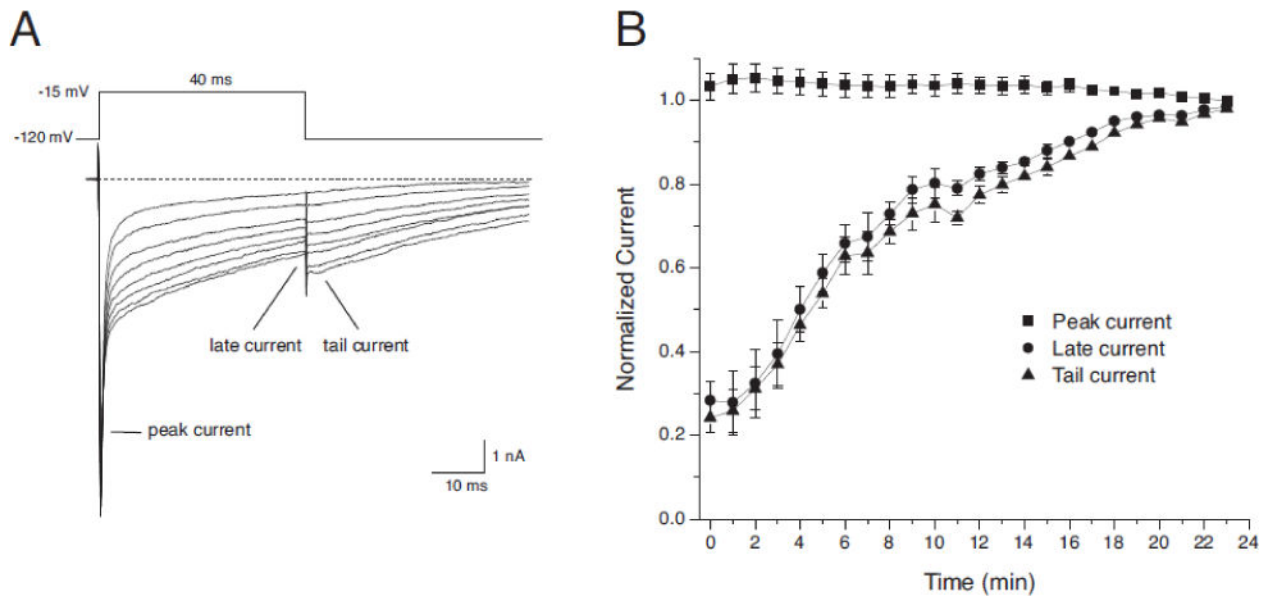 A
40 ms
-15 mV
-120 mV
late current
tail current
peak current
1 nA
10 ms
B
Normalized Current
1.0
0.8
0.6
0.4
0.2
0.0
Peak current
Late current
Tail current
0 2 4 6 8 10 12 14 16 18 20 22 24
Time (min)